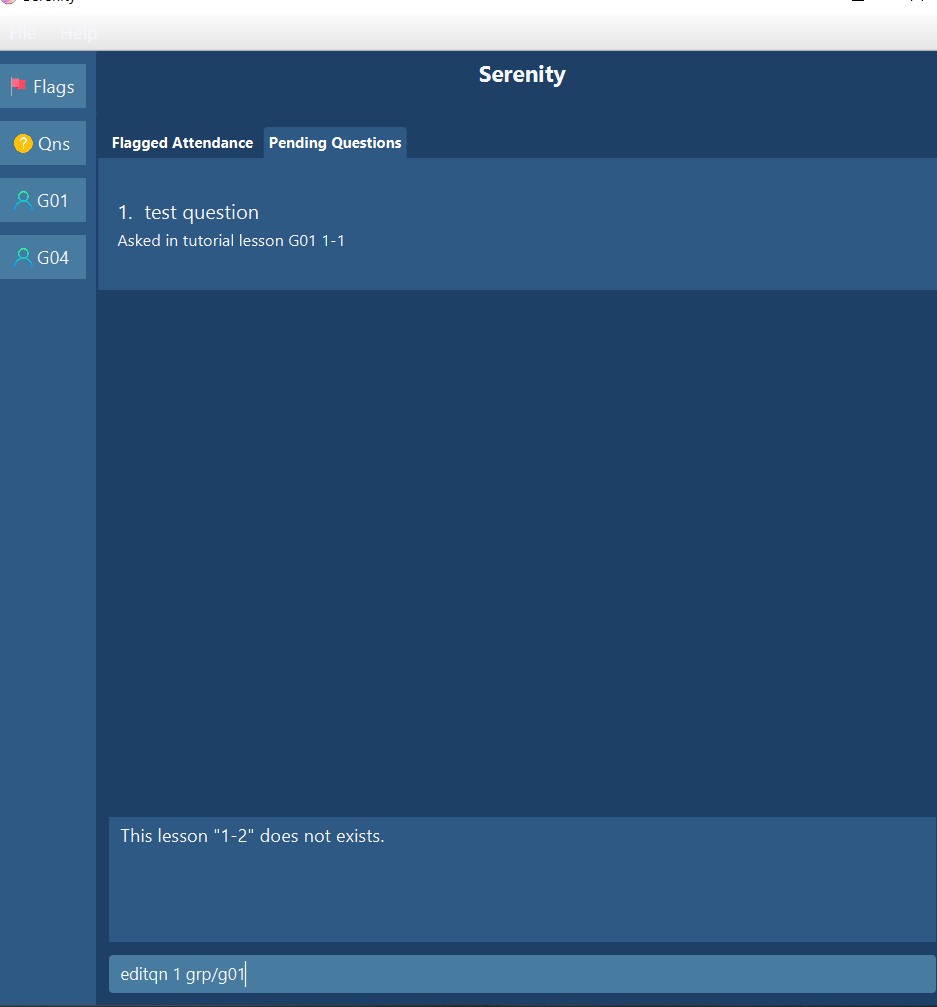 Serenity
File Help
Flags
Qns
G01
G04
Serenity
Flagged Attendance Pending Questions
1. test question
Asked in tutorial lesson G01 1-1
This lesson "1-2" does not exists.
editqn 1 grp/g01